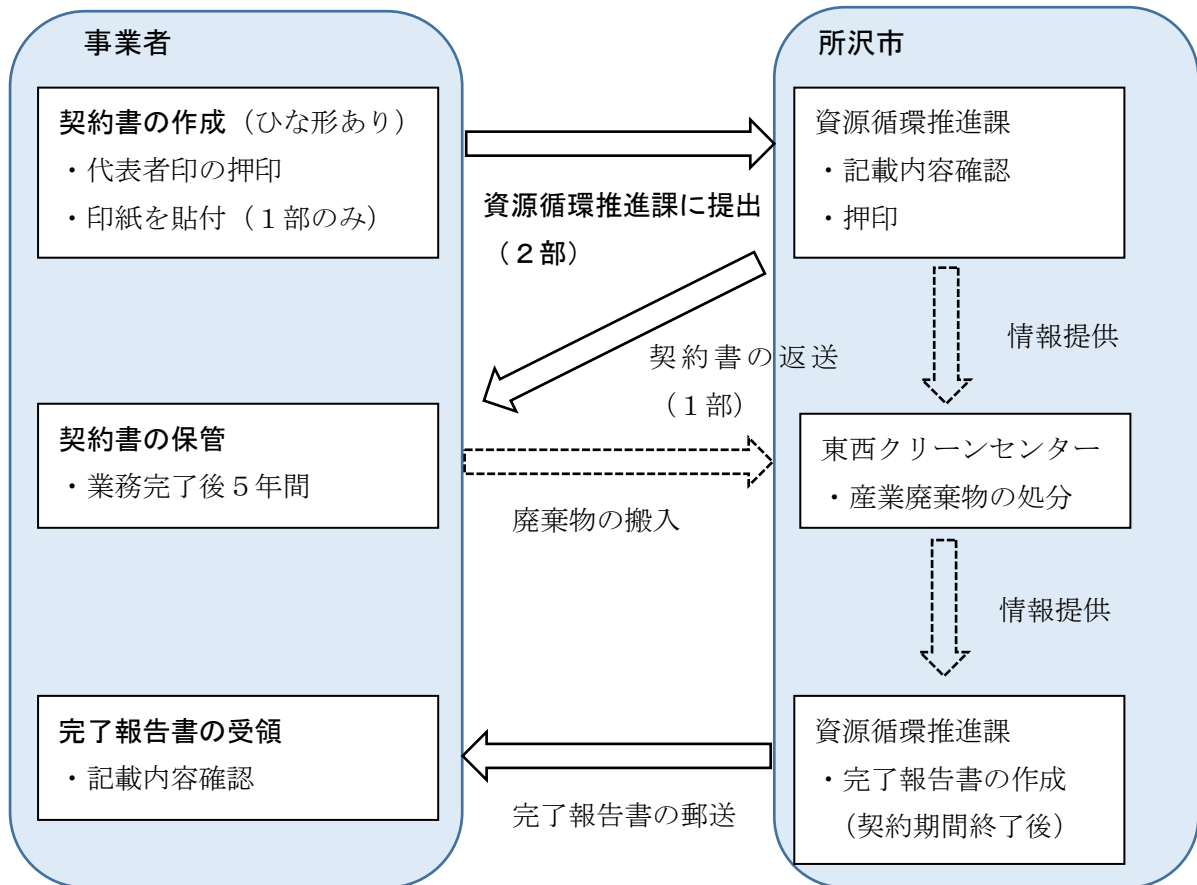 事業者
所沢市
契約書の作成（ひな形あり）
・代表者印の押印
・印紙を貼付（１部のみ）
資源循環推進課に提出
（２部）
資源循環推進課
・記載内容確認
・押印
情報提供
契約書の返送
（１部）
契約書の保管
・業務完了後５年間
廃棄物の搬入
東西クリーンセンター
・産業廃棄物の処分
情報提供
完了報告書の受領
・記載内容確認
完了報告書の郵送
資源循環推進課
・完了報告書の作成
（契約期間終了後）